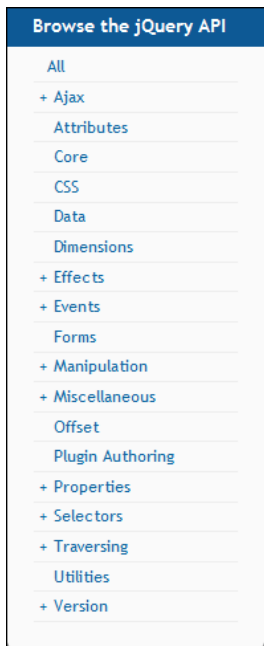 Browse the jQuery API
All
+ Ajax
Attributes
Core
CSS
Data
Dimensions
+ Effects
+ Events
Forms
+ Manipulation
+ Miscellaneous
Offset
Plugin Authoring
+ Properties
+ Selectors
+ Traversing
Utilities
+ Version